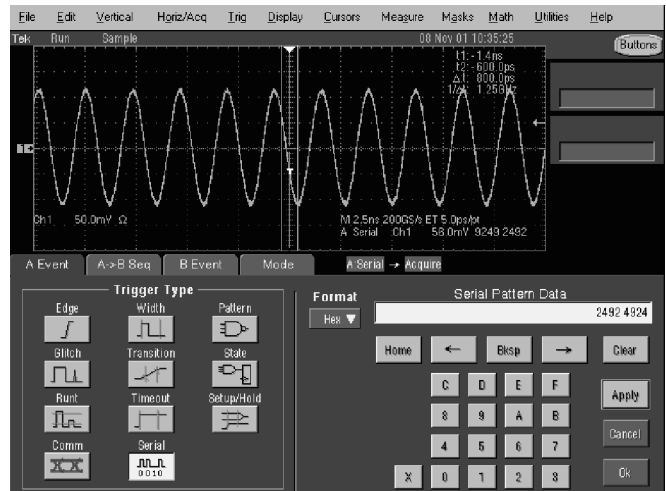 File Edit Vertical Horiz/Acq Trig Display Cursors Measure Masks Math Utilities Help
Tek Run Sample 08 Nov 01 10:35:25 Buttons
t1: -1.4ns
t2: -600.0ps
Δt: 800.0ps
1/Δt: 1.250GHz
1
Ch1 50.0mV Ω M 2.5ns 200GS/s ET 5.0ps/pt
A Serial Ch1 56.0mV 9249 2492
A Event A->B Seq B Event Mode A:Serial → Acquire
Trigger Type
Edge Width Pattern
Glitch Transition State
Runt Timeout Setup/Hold
Comm Serial
0010
Format Serial Pattern Data
Hex 2492 4924
Home ← Bksp → Clear
C D E F
Apply
8 9 A B
4 5 6 7 Cancel
X 0 1 2 3 Ok